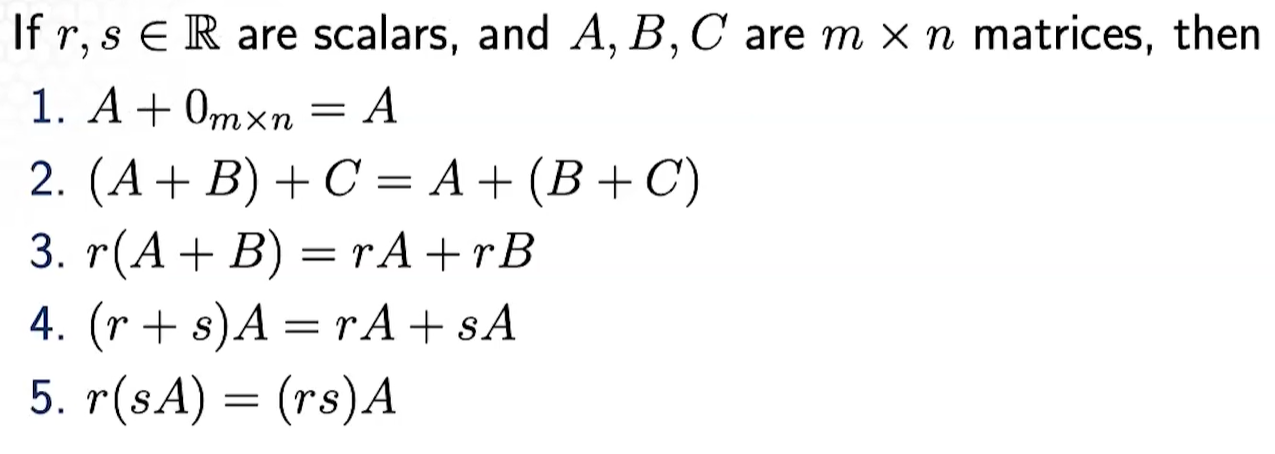 If r, s ∈ ℝ are scalars, and A, B, C are m × n matrices, then
1. A + 0ₘₓₙ = A
2. (A + B) + C = A + (B + C)
3. r(A + B) = rA + rB
4. (r + s)A = rA + sA
5. r(sA) = (rs)A